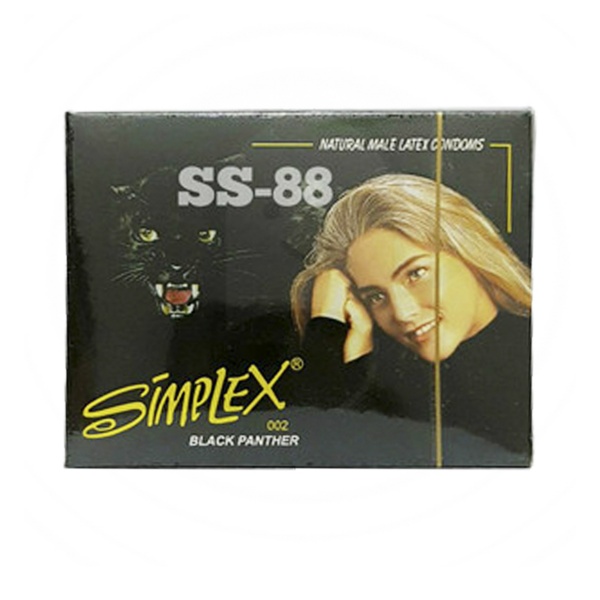 NATURAL MALE LATEX CONDOMS
SS-88
SiMPLEX®
002
BLACK PANTHER